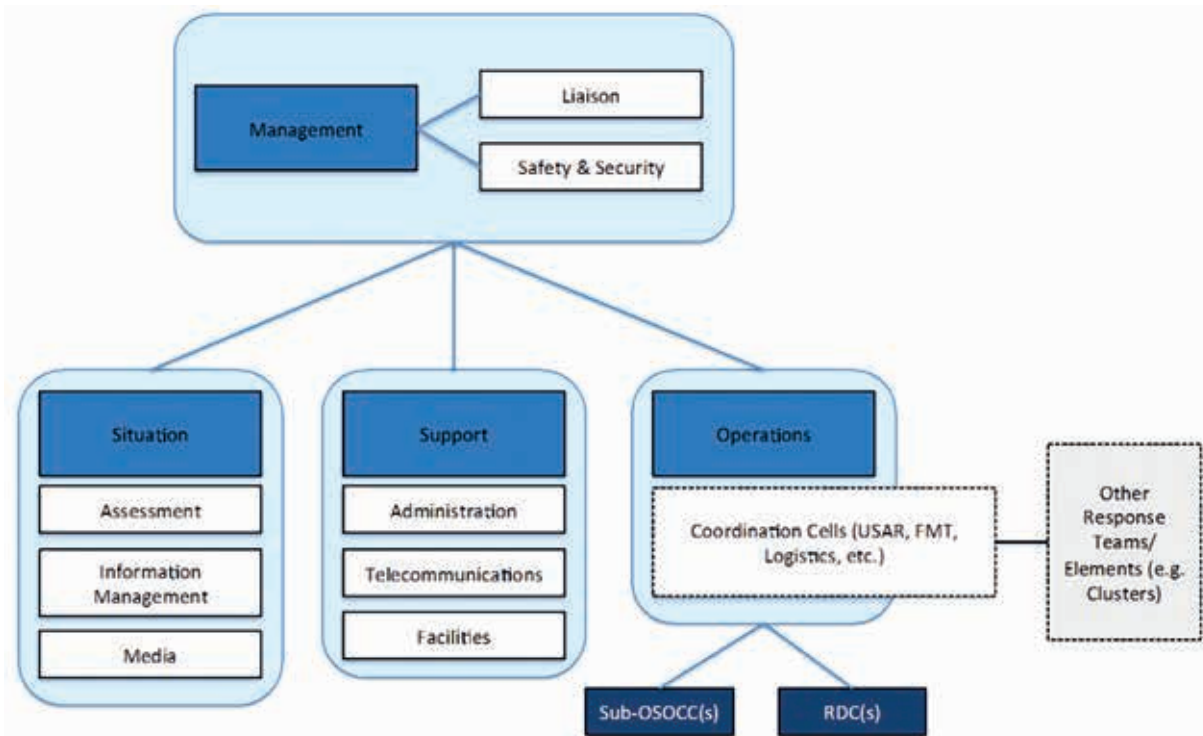 Management
Liaison
Safety & Security
Situation
Assessment
Information
Management
Media
Support
Administration
Telecommunications
Facilities
Operations
Coordination Cells (USAR, FMT,
Logistics, etc.)
Other
Response
Teams/
Elements (e.g.
Clusters)
Sub-OSOCC(s)
RDC(s)